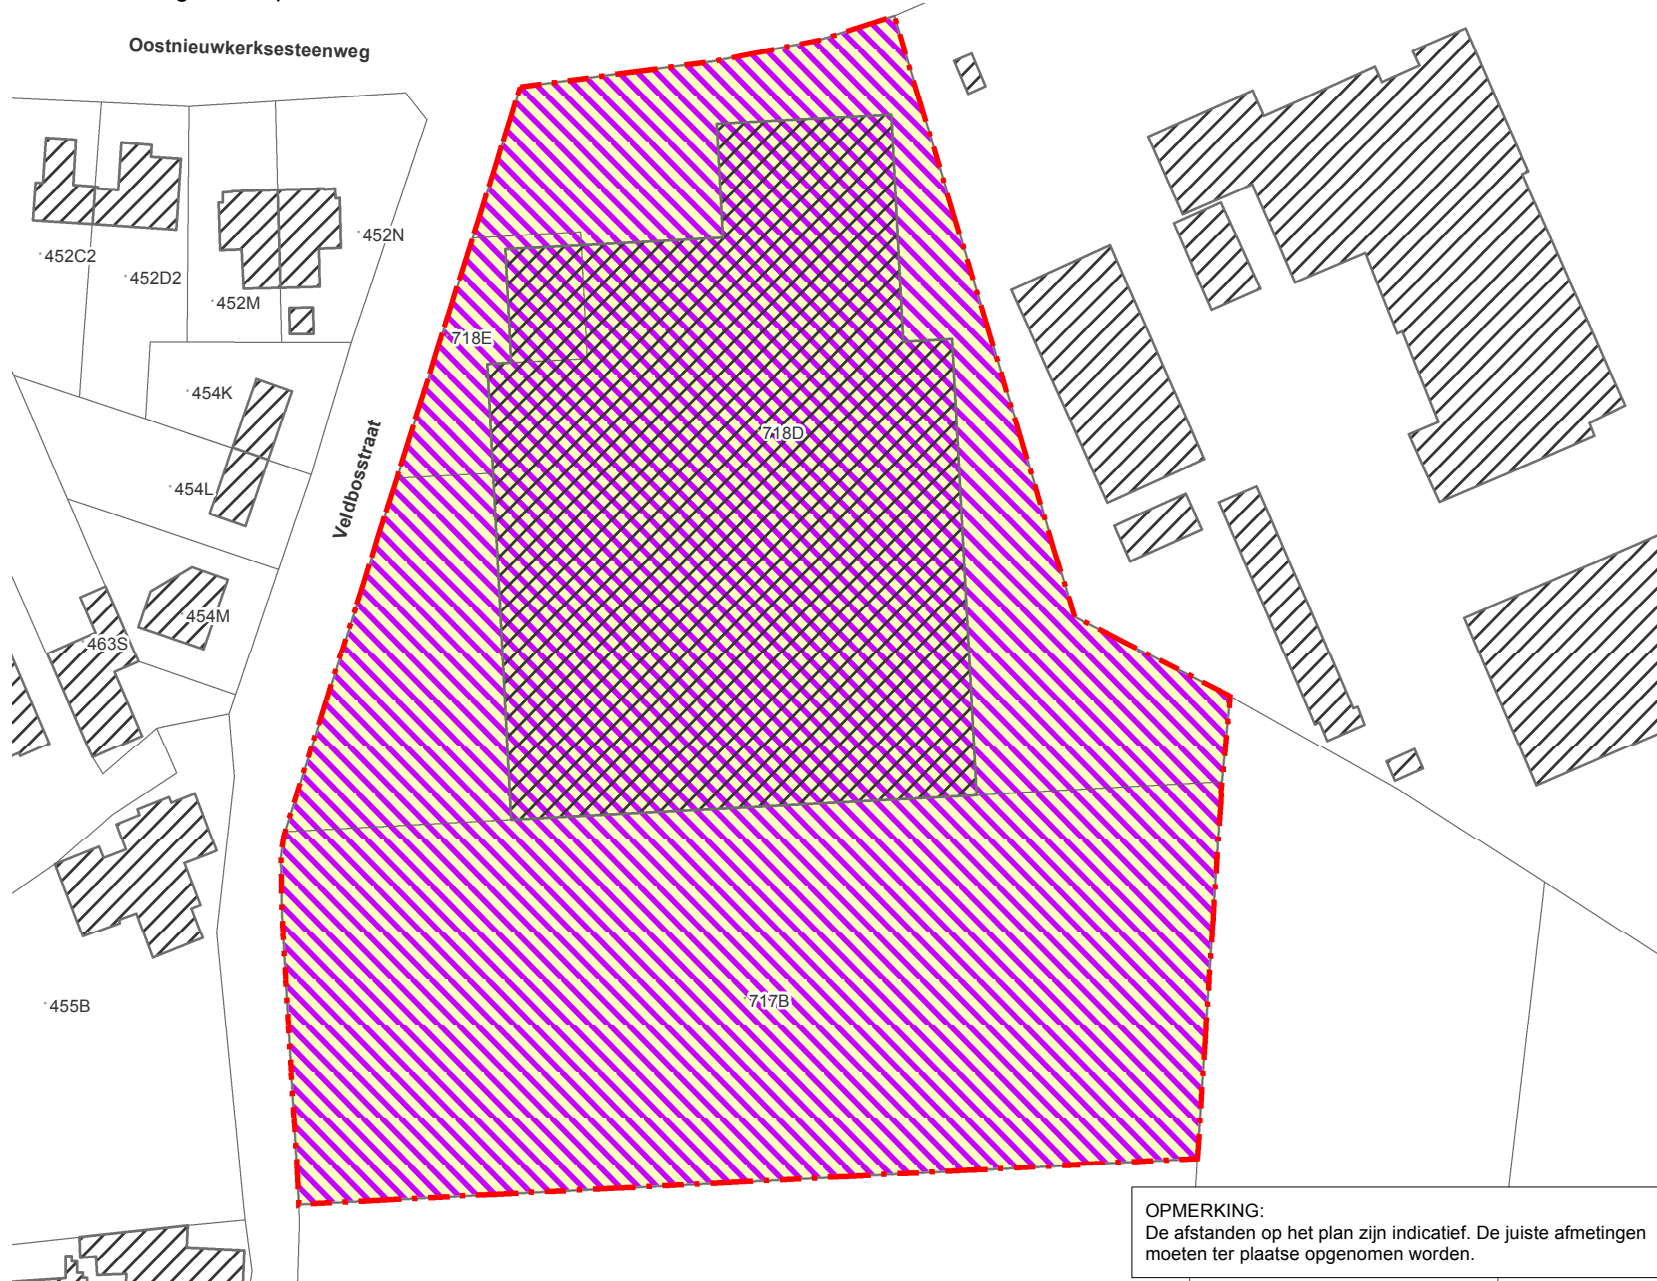 Oostnieuwkerksesteenweg
452N
452C2
452D2
452M
718E
454K
718D
Veldbosstraat
454L
454M
463S
717B
455B
OPMERKING:
De afstanden op het plan zijn indicatief. De juiste afmetingen
moeten ter plaatse opgenomen worden.